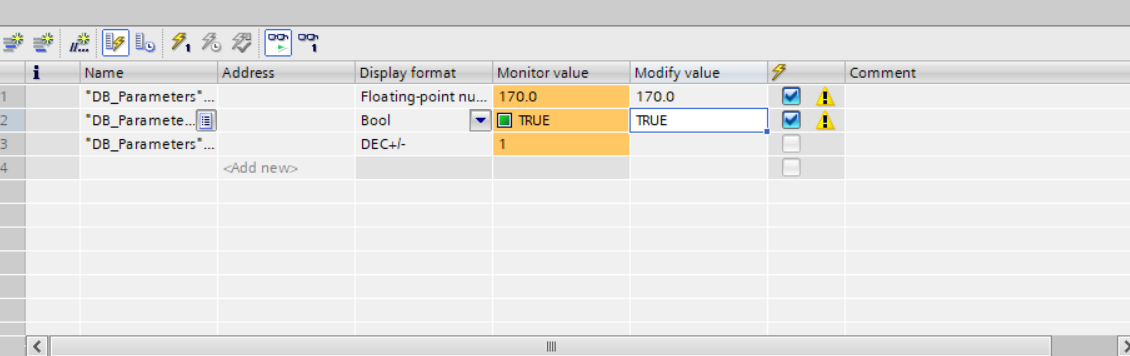 i Name Address Display format Monitor value Modify value Comment
1 "DB_Parameters"... Floating-point nu... 170.0 170.0
2 "DB_Paramete... Bool TRUE TRUE
3 "DB_Parameters"... DEC+/- 1
4 <Add new>